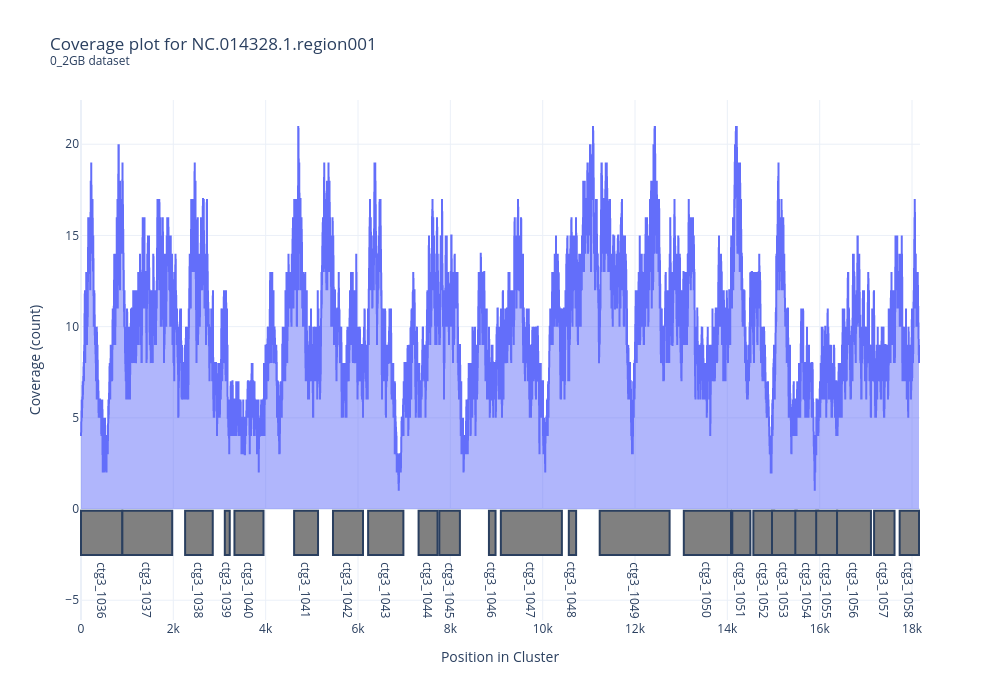 Coverage plot for NC.014328.1.region001
0_2GB dataset
20
15
10
5
0
−5
Coverage (count)
ctg3_1036
ctg3_1037
ctg3_1038
ctg3_1039
ctg3_1040
ctg3_1041
ctg3_1042
ctg3_1043
ctg3_1044
ctg3_1045
ctg3_1046
ctg3_1047
ctg3_1048
ctg3_1049
ctg3_1050
ctg3_1051
ctg3_1052
ctg3_1053
ctg3_1054
ctg3_1055
ctg3_1056
ctg3_1057
ctg3_1058
0 2k 4k 6k 8k 10k 12k 14k 16k 18k
Position in Cluster